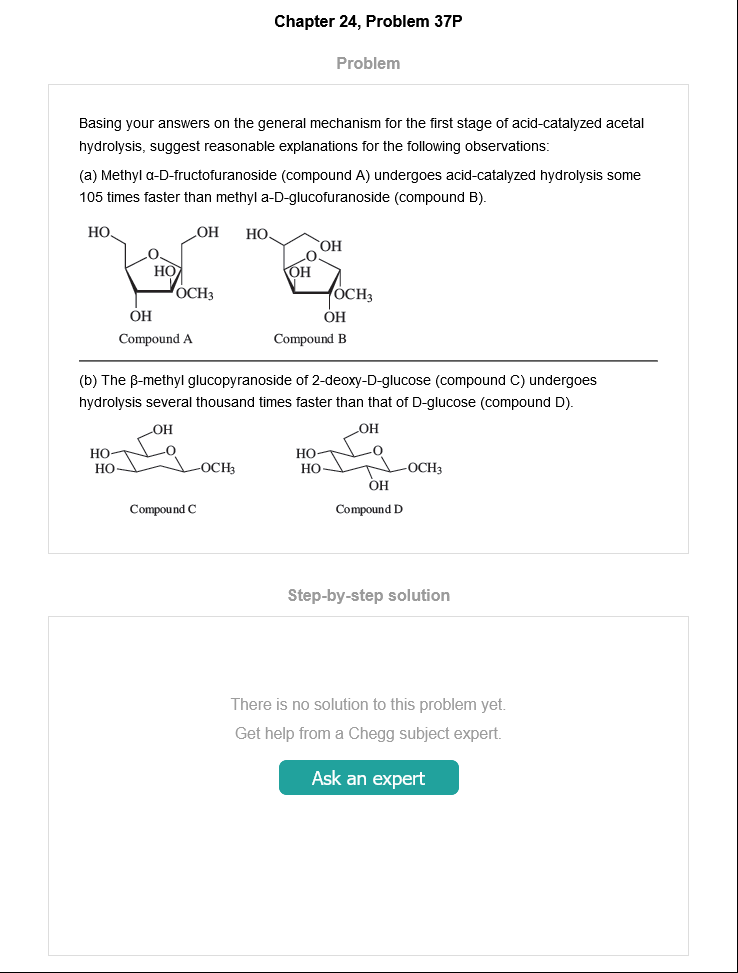 Chapter 24, Problem 37P
Problem
Basing your answers on the general mechanism for the first stage of acid-catalyzed acetal
hydrolysis, suggest reasonable explanations for the following observations:
(a) Methyl α-D-fructofuranoside (compound A) undergoes acid-catalyzed hydrolysis some
105 times faster than methyl a-D-glucofuranoside (compound B).
HO
OH
O
HO
OCH3
OH
Compound A
HO
OH
O
OH
OCH3
OH
Compound B
(b) The β-methyl glucopyranoside of 2-deoxy-D-glucose (compound C) undergoes
hydrolysis several thousand times faster than that of D-glucose (compound D).
OH
HO
O
HO
OCH3
Compound C
OH
HO
O
HO
OCH3
OH
Compound D
Step-by-step solution
There is no solution to this problem yet.
Get help from a Chegg subject expert.
Ask an expert